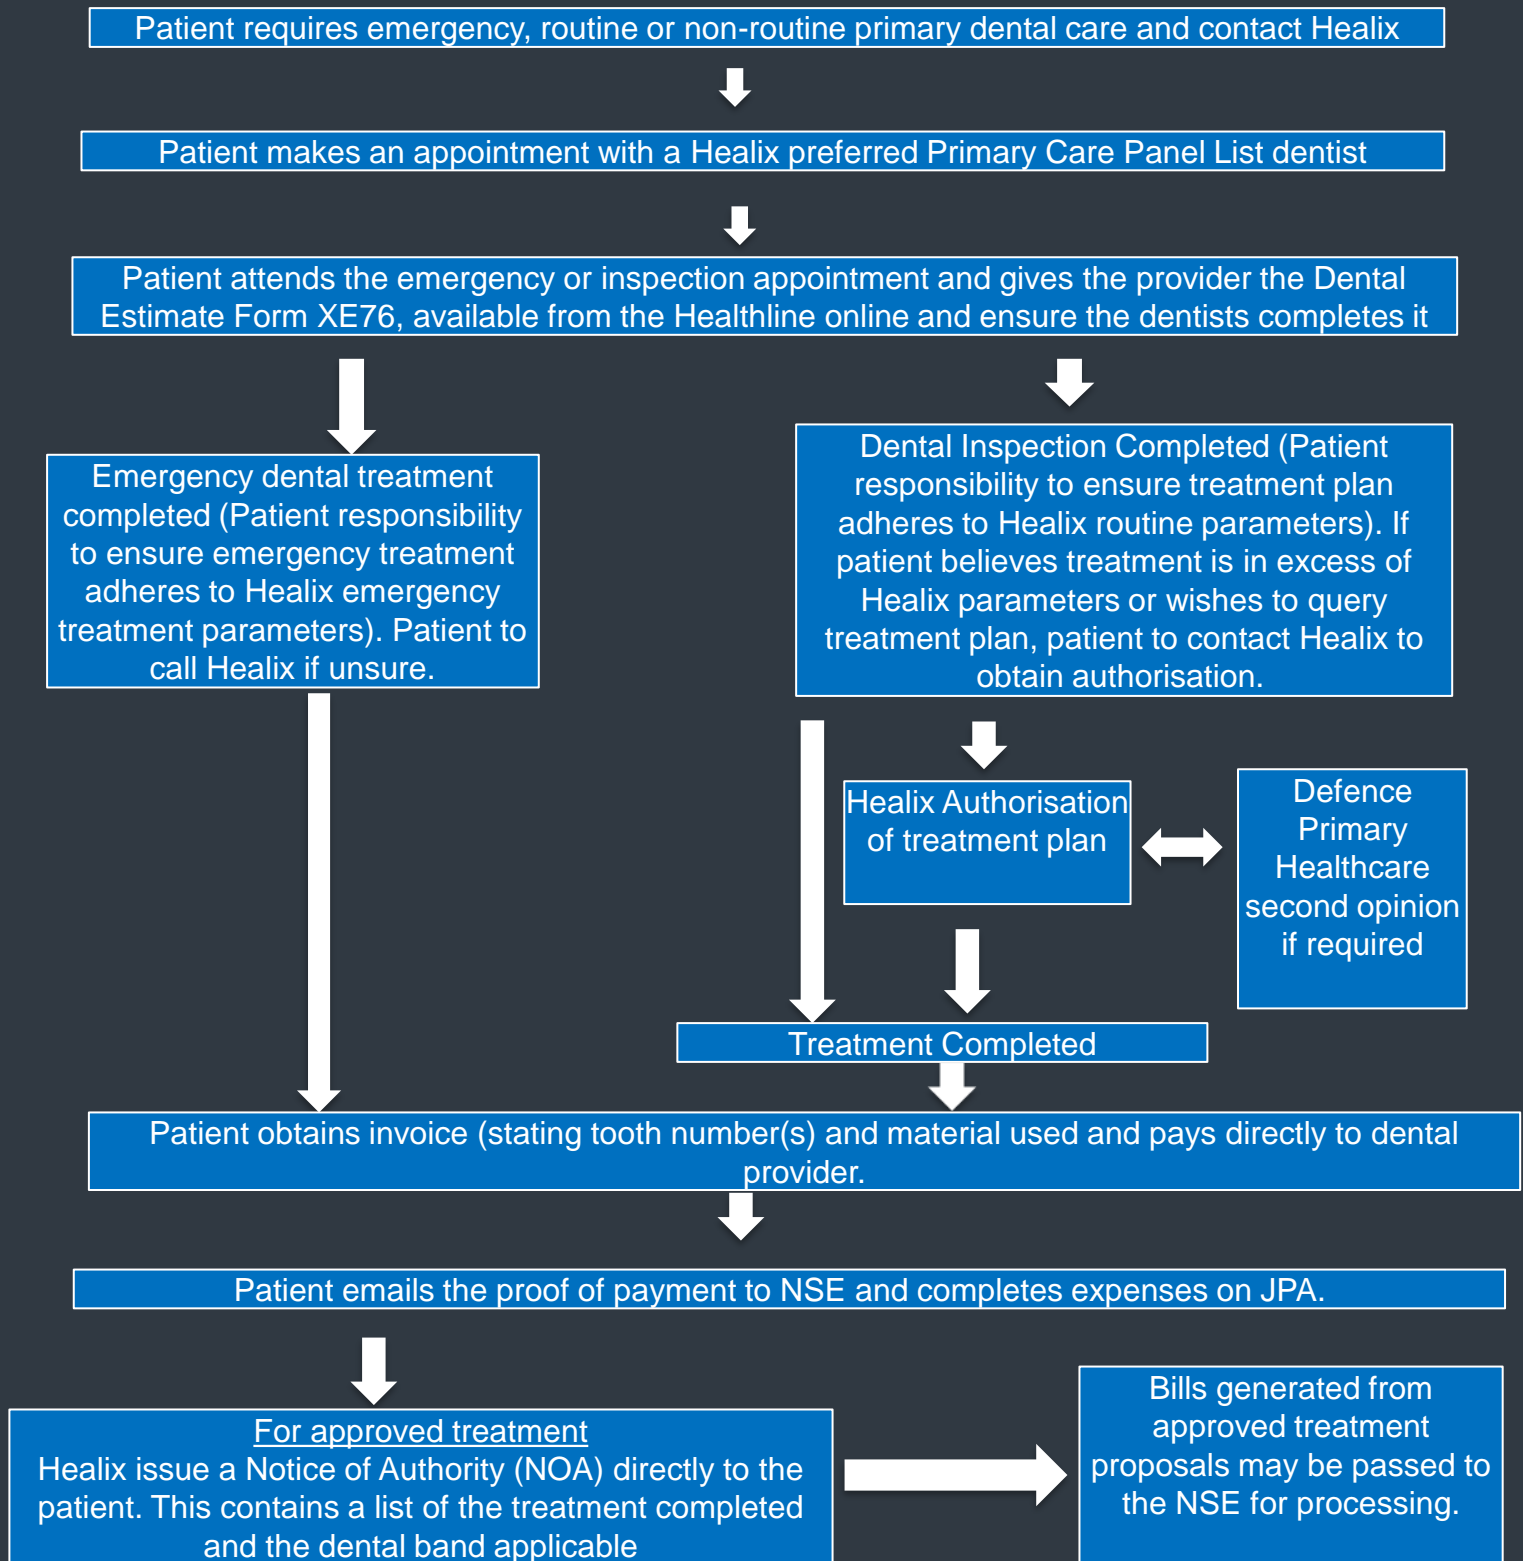 Patient requires emergency, routine or non-routine primary dental care and contact Healix
Patient makes an appointment with a Healix preferred Primary Care Panel List dentist
Patient attends the emergency or inspection appointment and gives the provider the Dental
Estimate Form XE76, available from the Healthline online and ensure the dentists completes it
Emergency dental treatment
completed (Patient responsibility
to ensure emergency treatment
adheres to Healix emergency
treatment parameters). Patient to
call Healix if unsure.
Dental Inspection Completed (Patient
responsibility to ensure treatment plan
adheres to Healix routine parameters). If
patient believes treatment is in excess of
Healix parameters or wishes to query
treatment plan, patient to contact Healix to
obtain authorisation.
Healix Authorisation
of treatment plan
Defence
Primary
Healthcare
second opinion
if required
Treatment Completed
Patient obtains invoice (stating tooth number(s) and material used and pays directly to dental
provider.
Patient emails the proof of payment to NSE and completes expenses on JPA.
For approved treatment
Healix issue a Notice of Authority (NOA) directly to the
patient. This contains a list of the treatment completed
and the dental band applicable
Bills generated from
approved treatment
proposals may be passed to
the NSE for processing.